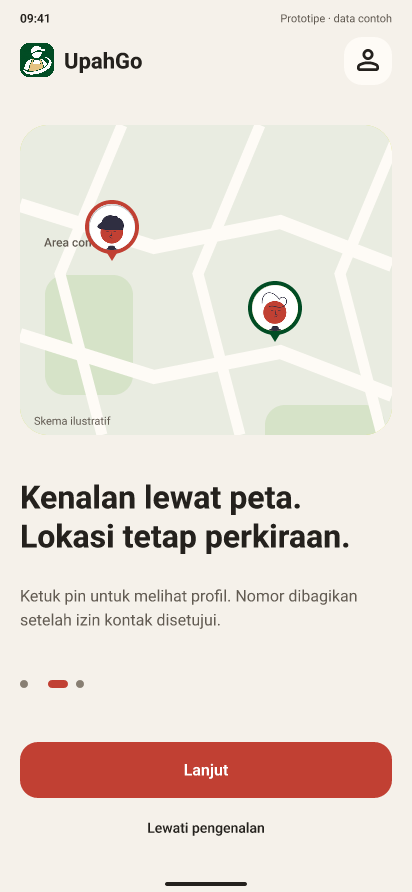 09:41
Prototipe · data contoh
UpahGo
Area con
Skema ilustratif
Kenalan lewat peta.
Lokasi tetap perkiraan.
Ketuk pin untuk melihat profil. Nomor dibagikan
setelah izin kontak disetujui.
Lanjut
Lewati pengenalan